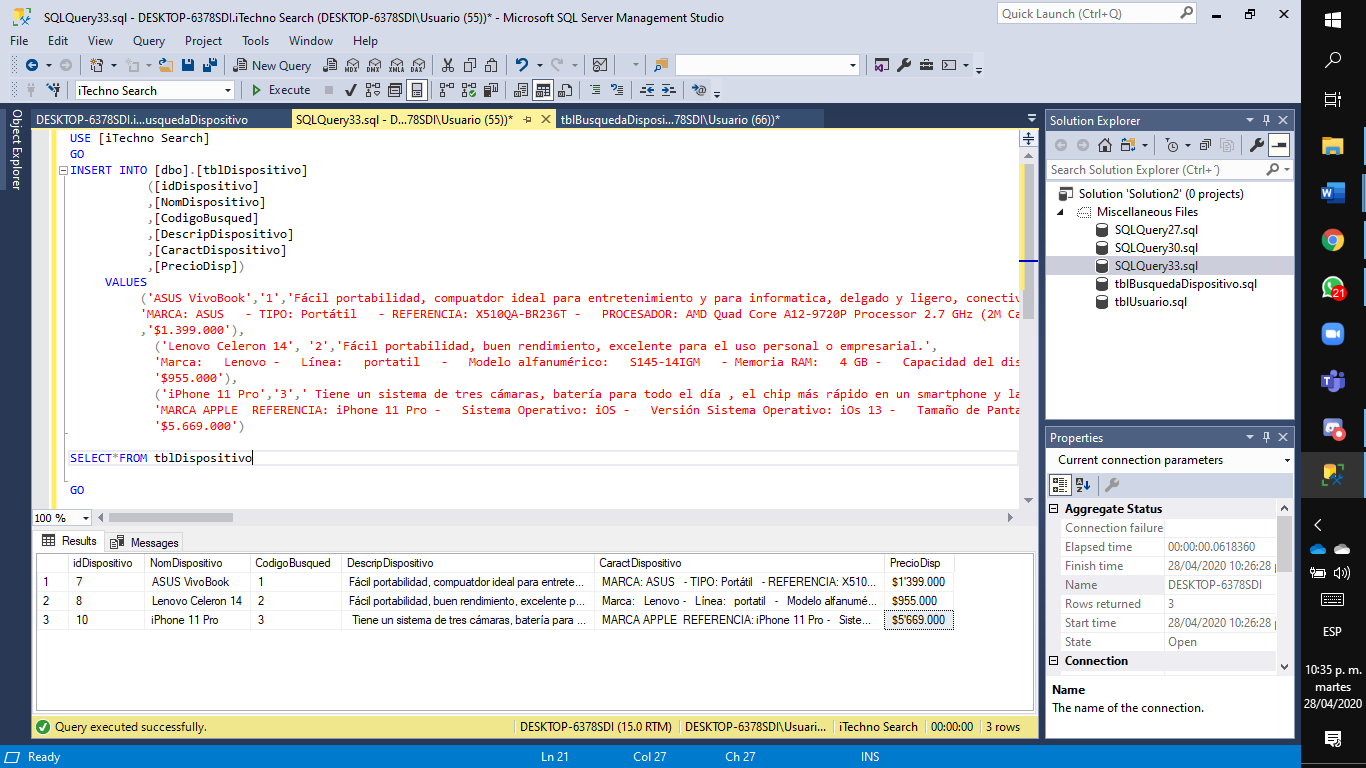 SQLQuery33.sql - DESKTOP-6378SDI.iTechno Search (DESKTOP-6378SDI\Usuario (55))* - Microsoft SQL Server Management Studio
Quick Launch (Ctrl+Q)
File Edit View Query Project Tools Window Help
New Query
MDX DMX XMLA DAX
iTechno Search
Execute
Object Explorer
DESKTOP-6378SDI.i...usquedaDispositivo
SQLQuery33.sql - D...78SDI\Usuario (55))*
tblBusquedaDisposi...78SDI\Usuario (66))*
USE [iTechno Search]
GO
INSERT INTO [dbo].[tblDispositivo]
([idDispositivo]
,[NomDispositivo]
,[CodigoBusqued]
,[DescripDispositivo]
,[CaractDispositivo]
,[PrecioDisp])
VALUES
('ASUS VivoBook','1','Fácil portabilidad, compuatdor ideal para entretenimiento y para informatica, delgado y ligero, conectiv
'MARCA: ASUS - TIPO: Portátil - REFERENCIA: X510QA-BR236T - PROCESADOR: AMD Quad Core A12-9720P Processor 2.7 GHz (2M Ca
,'$1.399.000'),
('Lenovo Celeron 14', '2','Fácil portabilidad, buen rendimiento, excelente para el uso personal o empresarial.',
'Marca: Lenovo - Línea: portatil - Modelo alfanumérico: S145-14IGM - Memoria RAM: 4 GB - Capacidad del dis
'$955.000'),
('iPhone 11 Pro','3',' Tiene un sistema de tres cámaras, batería para todo el día , el chip más rápido en un smartphone y la
'MARCA APPLE REFERENCIA: iPhone 11 Pro - Sistema Operativo: iOS - Versión Sistema Operativo: iOs 13 - Tamaño de Panta
'$5.669.000')
SELECT*FROM tblDispositivo
GO
100 %
Results Messages
idDispositivo NomDispositivo CodigoBusqued DescripDispositivo CaractDispositivo PrecioDisp
1 7 ASUS VivoBook 1 Fácil portabilidad, compuatdor ideal para entrete... MARCA: ASUS - TIPO: Portátil - REFERENCIA: X510... $1'399.000
2 8 Lenovo Celeron 14 2 Fácil portabilidad, buen rendimiento, excelente p... Marca: Lenovo - Línea: portatil - Modelo alfanumé... $955.000
3 10 iPhone 11 Pro 3 Tiene un sistema de tres cámaras, batería para ... MARCA APPLE REFERENCIA: iPhone 11 Pro - Siste... $5'669.000
Query executed successfully.
DESKTOP-6378SDI (15.0 RTM) DESKTOP-6378SDI\Usuari... iTechno Search 00:00:00 3 rows
Ready Ln 21 Col 27 Ch 27 INS
Solution Explorer
Search Solution Explorer (Ctrl+´)
Solution 'Solution2' (0 projects)
Miscellaneous Files
SQLQuery27.sql
SQLQuery30.sql
SQLQuery33.sql
tblBusquedaDispositivo.sql
tblUsuario.sql
Properties
Current connection parameters
Aggregate Status
Connection failure
Elapsed time 00:00:00.0618360
Finish time 28/04/2020 10:26:28 p
Name DESKTOP-6378SDI
Rows returned 3
Start time 28/04/2020 10:26:28 p
State Open
Connection
Name
The name of the connection.
21
ESP
10:35 p. m.
martes
28/04/2020